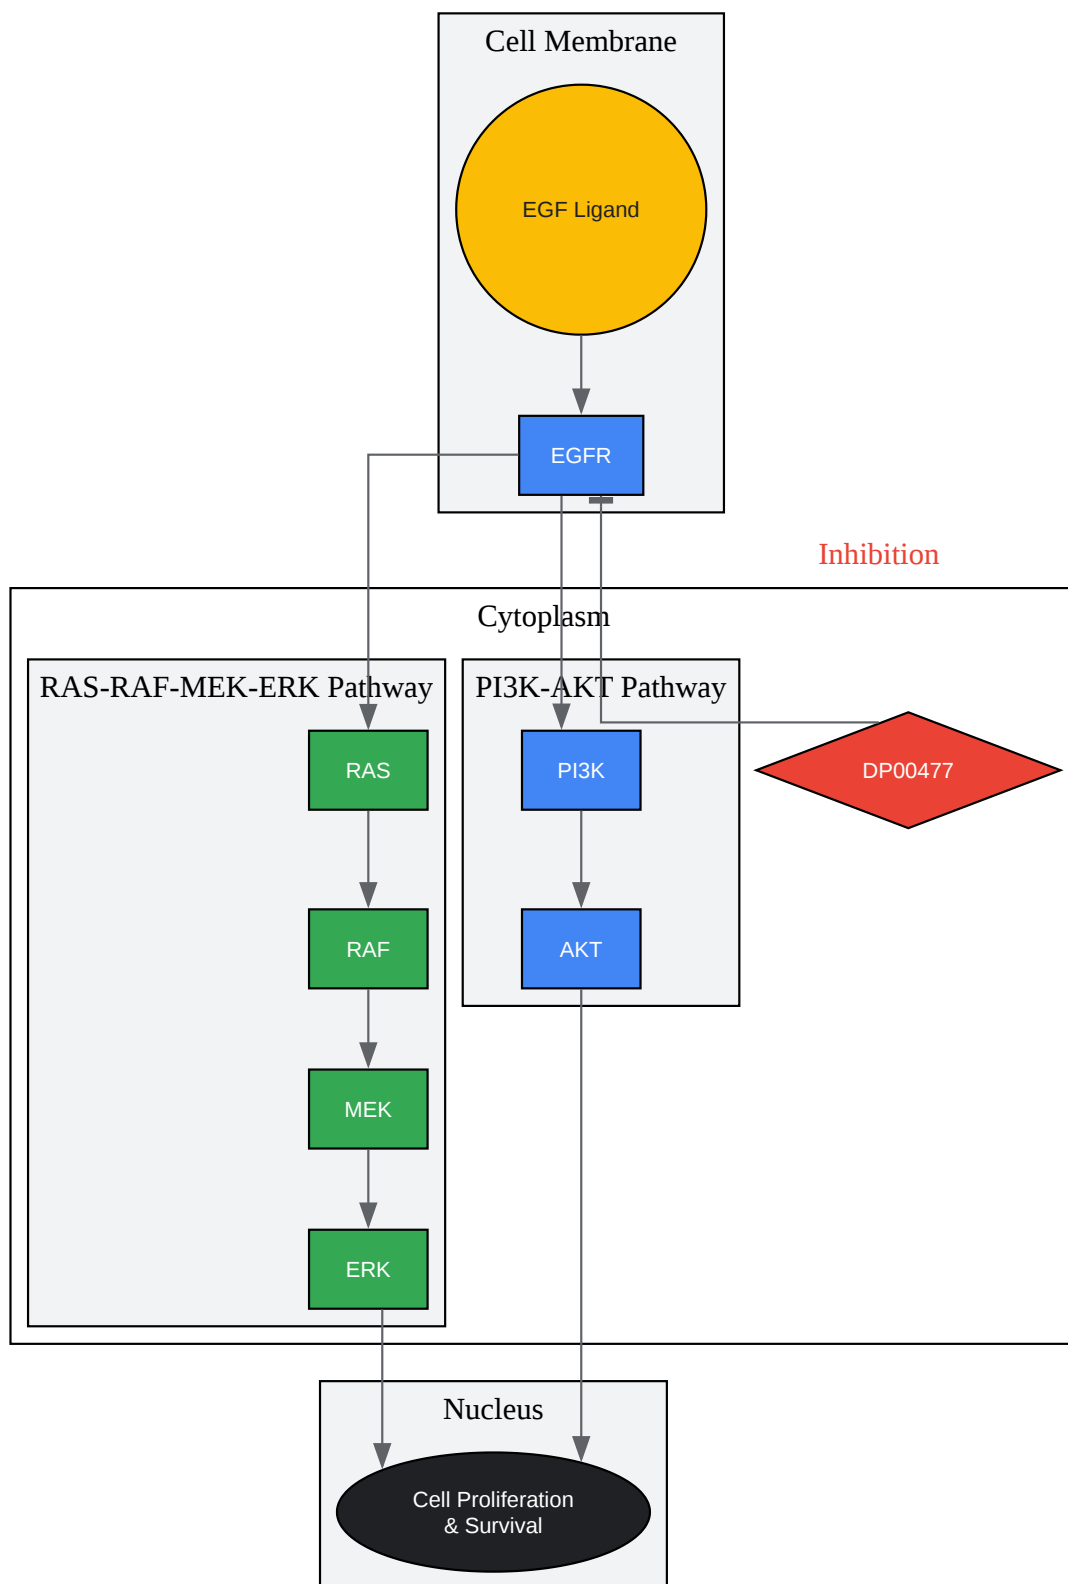 Cell Membrane
EGF Ligand
EGFR
Inhibition
Cytoplasm
RAS-RAF-MEK-ERK Pathway
PI3K-AKT Pathway
RAS
PI3K
DP00477
RAF
AKT
MEK
ERK
Nucleus
Cell Proliferation
& Survival